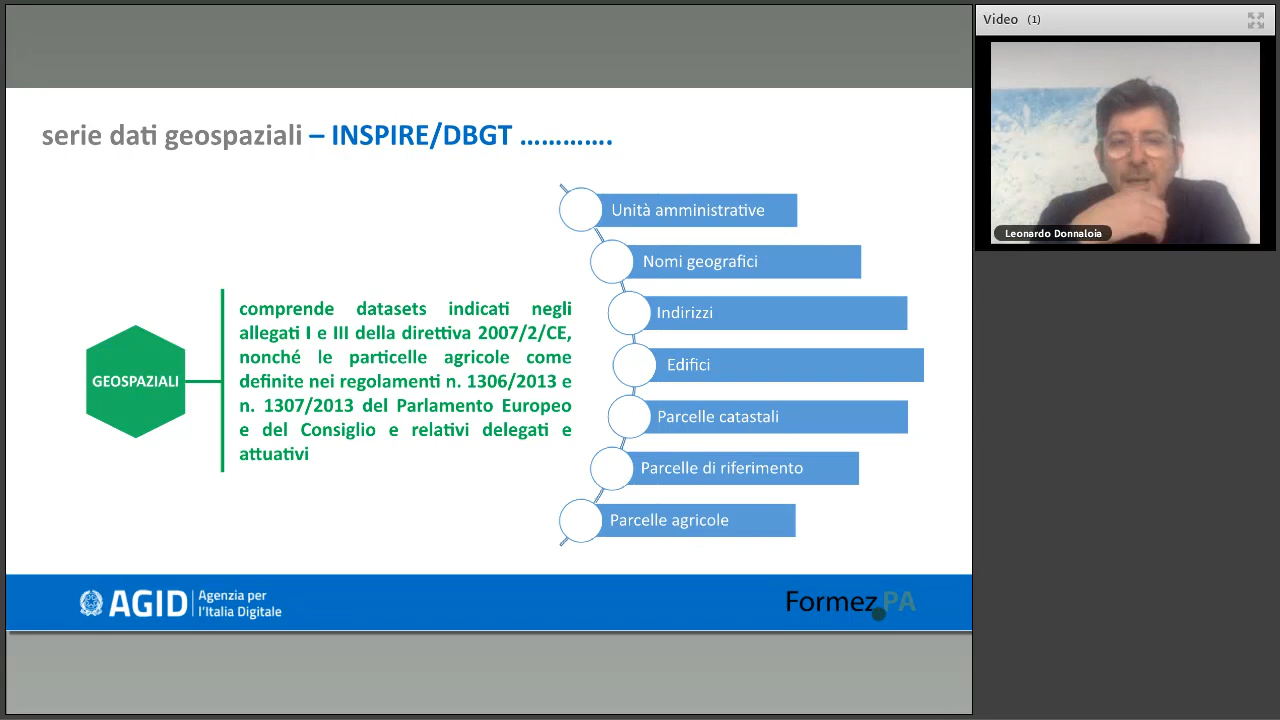 Video (1)
Leonardo Donnaloia
serie dati geospaziali – INSPIRE/DBGT ………….
GEOSPAZIALI
comprende datasets indicati negli
allegati I e III della direttiva 2007/2/CE,
nonché le particelle agricole come
definite nei regolamenti n. 1306/2013 e
n. 1307/2013 del Parlamento Europeo
e del Consiglio e relativi delegati e
attuativi
Unità amministrative
Nomi geografici
Indirizzi
Edifici
Parcelle catastali
Parcelle di riferimento
Parcelle agricole
AGID
Agenzia per
l'Italia Digitale
Formez PA